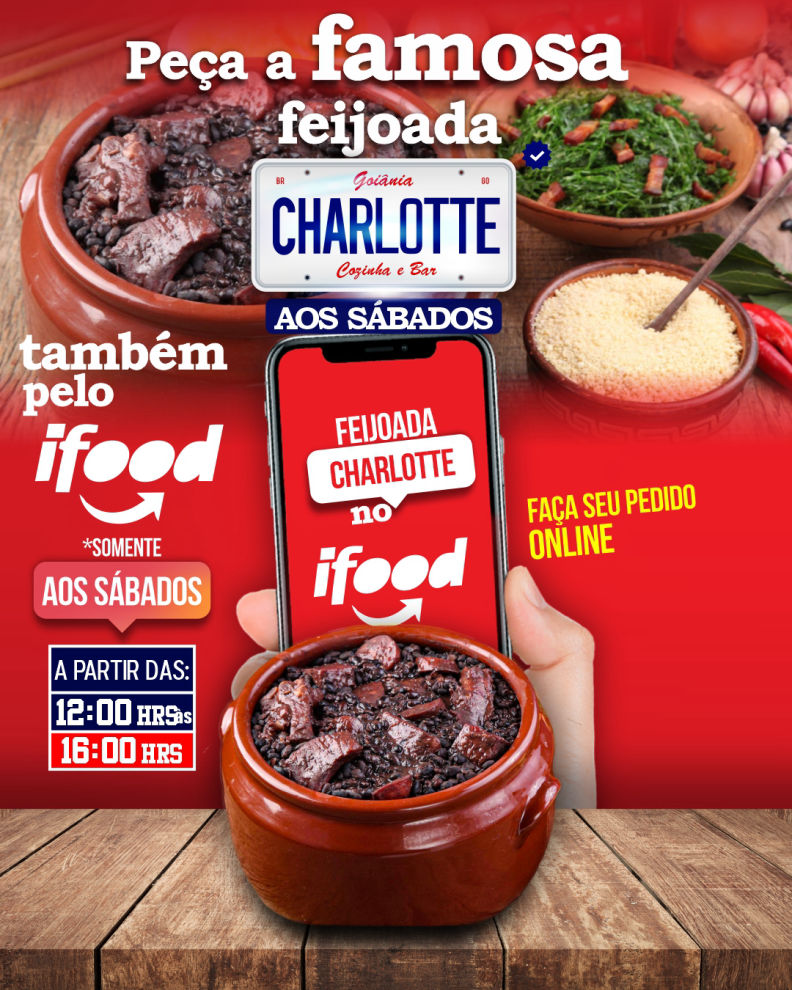 Peça a famosa
feijoada
BR Goiânia GO
CHARLOTTE
Cozinha e Bar
AOS SÁBADOS
também
pelo
ifood
*SOMENTE
AOS SÁBADOS
A PARTIR DAS:
12:00 HRS às
16:00 HRS
FEIJOADA
CHARLOTTE
no
ifood
FAÇA SEU PEDIDO
ONLINE